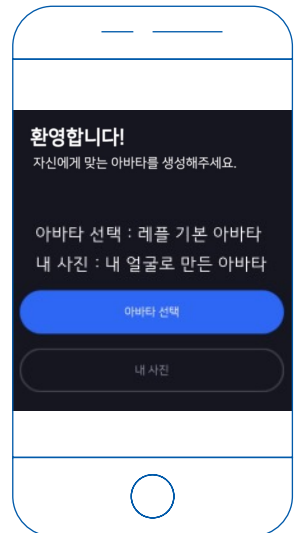 환영합니다!
자신에게 맞는 아바타를 생성해주세요.
아바타 선택 : 레플 기본 아바타
내 사진 : 내 얼굴로 만든 아바타
아바타 선택
내 사진